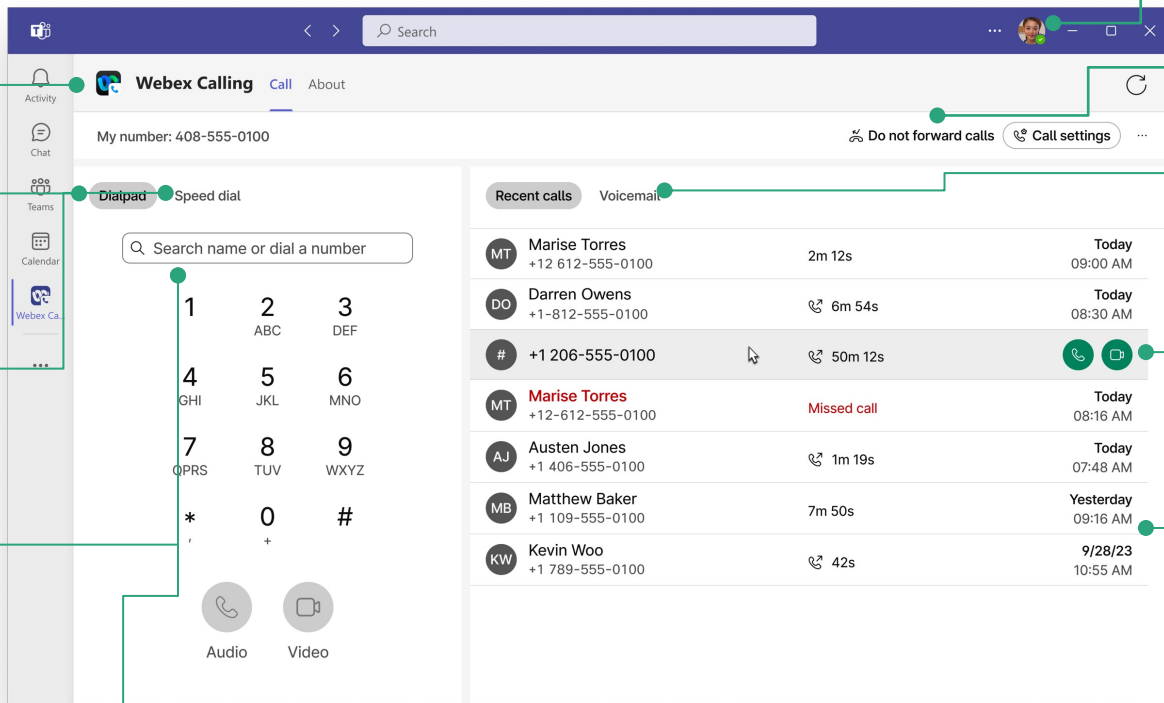 Search
Activity
Chat
Teams
Calendar
Webex Ca..
Webex Calling Call About
My number: 408-555-0100
Do not forward calls Call settings
Dialpad Speed dial
Search name or dial a number
1 2 3
ABC DEF
4 5 6
GHI JKL MNO
7 8 9
QPRS TUV WXYZ
* 0 #
, +
Audio Video
Recent calls Voicemail
Marise Torres Today
+12 612-555-0100 2m 12s 09:00 AM
MT
Darren Owens Today
+1-812-555-0100 6m 54s 08:30 AM
DO
# +1 206-555-0100 50m 12s
Marise Torres Today
+12-612-555-0100 Missed call 08:16 AM
MT
Austen Jones Today
+1 406-555-0100 1m 19s 07:48 AM
AJ
Matthew Baker Yesterday
+1 109-555-0100 7m 50s 09:16 AM
MB
Kevin Woo 9/28/23
+1 789-555-0100 42s 10:55 AM
KW